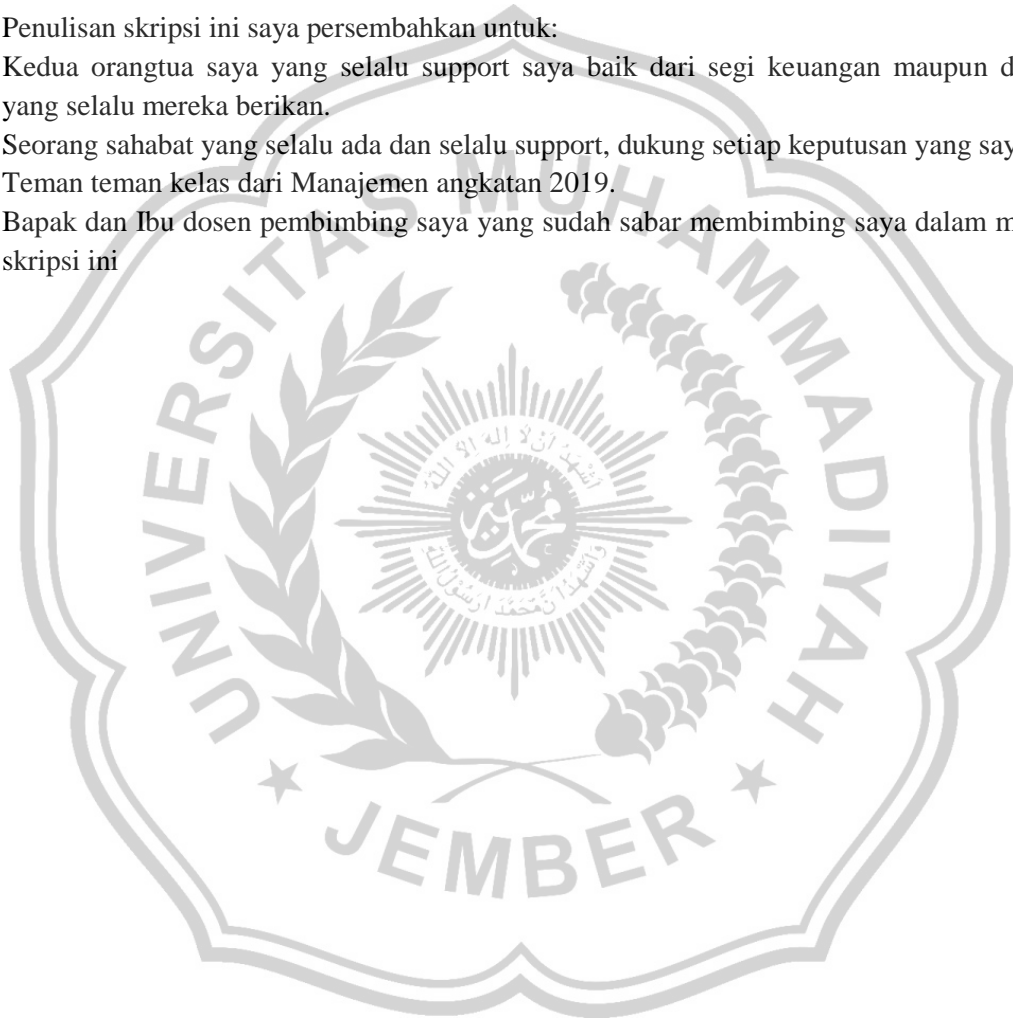 Penulisan skripsi ini saya persembahkan untuk:
Kedua orangtua saya yang selalu support saya baik dari segi keuangan maupun d
yang selalu mereka berikan.
Seorang sahabat yang selalu ada dan selalu support, dukung setiap keputusan yang say
Teman teman kelas dari Manajemen angkatan 2019.
Bapak dan Ibu dosen pembimbing saya yang sudah sabar membimbing saya dalam m
skripsi ini
UNIVERSITAS MUHAMMADIYAH
JEMBER
محمد